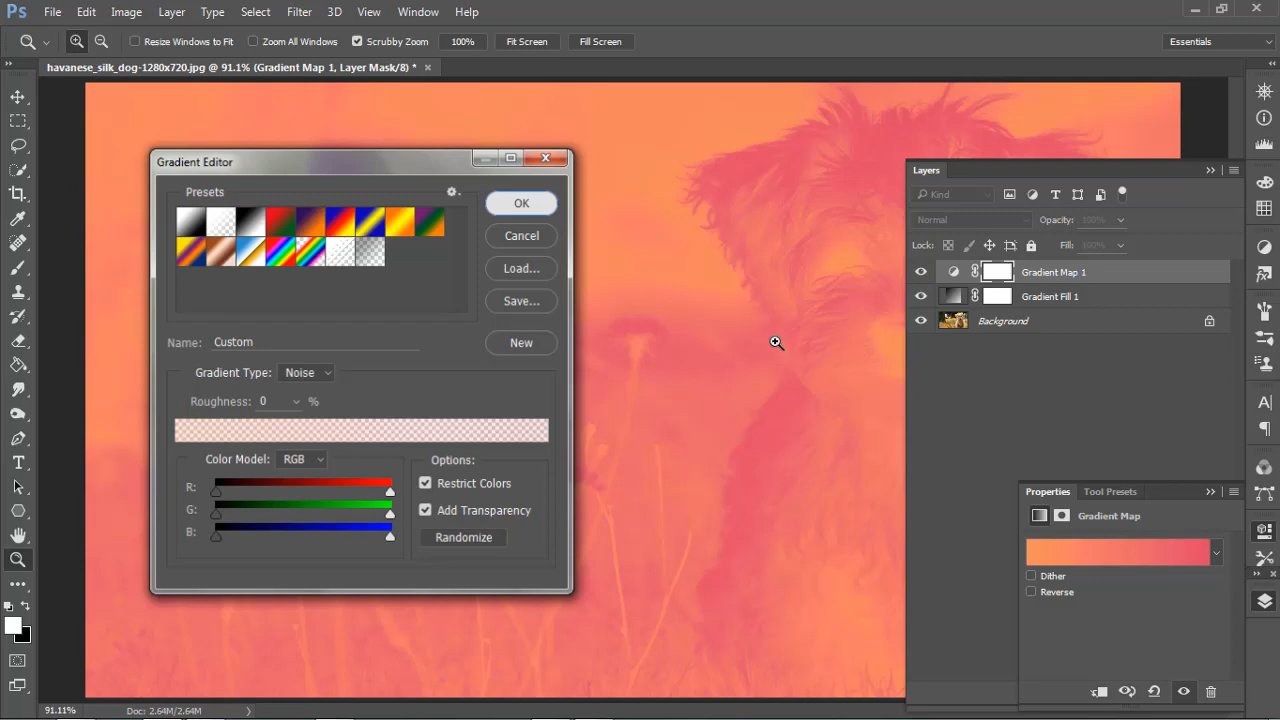 Ps File Edit Image Layer Type Select Filter 3D View Window Help
Resize Windows to Fit Zoom All Windows Scrubby Zoom 100% Fit Screen Fill Screen Essentials
havanese_silk_dog-1280x720.jpg @ 91.1% (Gradient Map 1, Layer Mask/8) * ×
Gradient Editor
Presets
OK
Cancel
Load...
Save...
Name: Custom
New
Gradient Type: Noise
Roughness: 0 %
Color Model: RGB
R:
G:
B:
Options:
Restrict Colors
Add Transparency
Randomize
Layers
Kind
Normal Opacity: 100%
Lock: Fill: 100%
Gradient Map 1
Gradient Fill 1
Background
Properties Tool Presets
Gradient Map
Dither
Reverse
91.11% Doc: 2.64M/2.64M